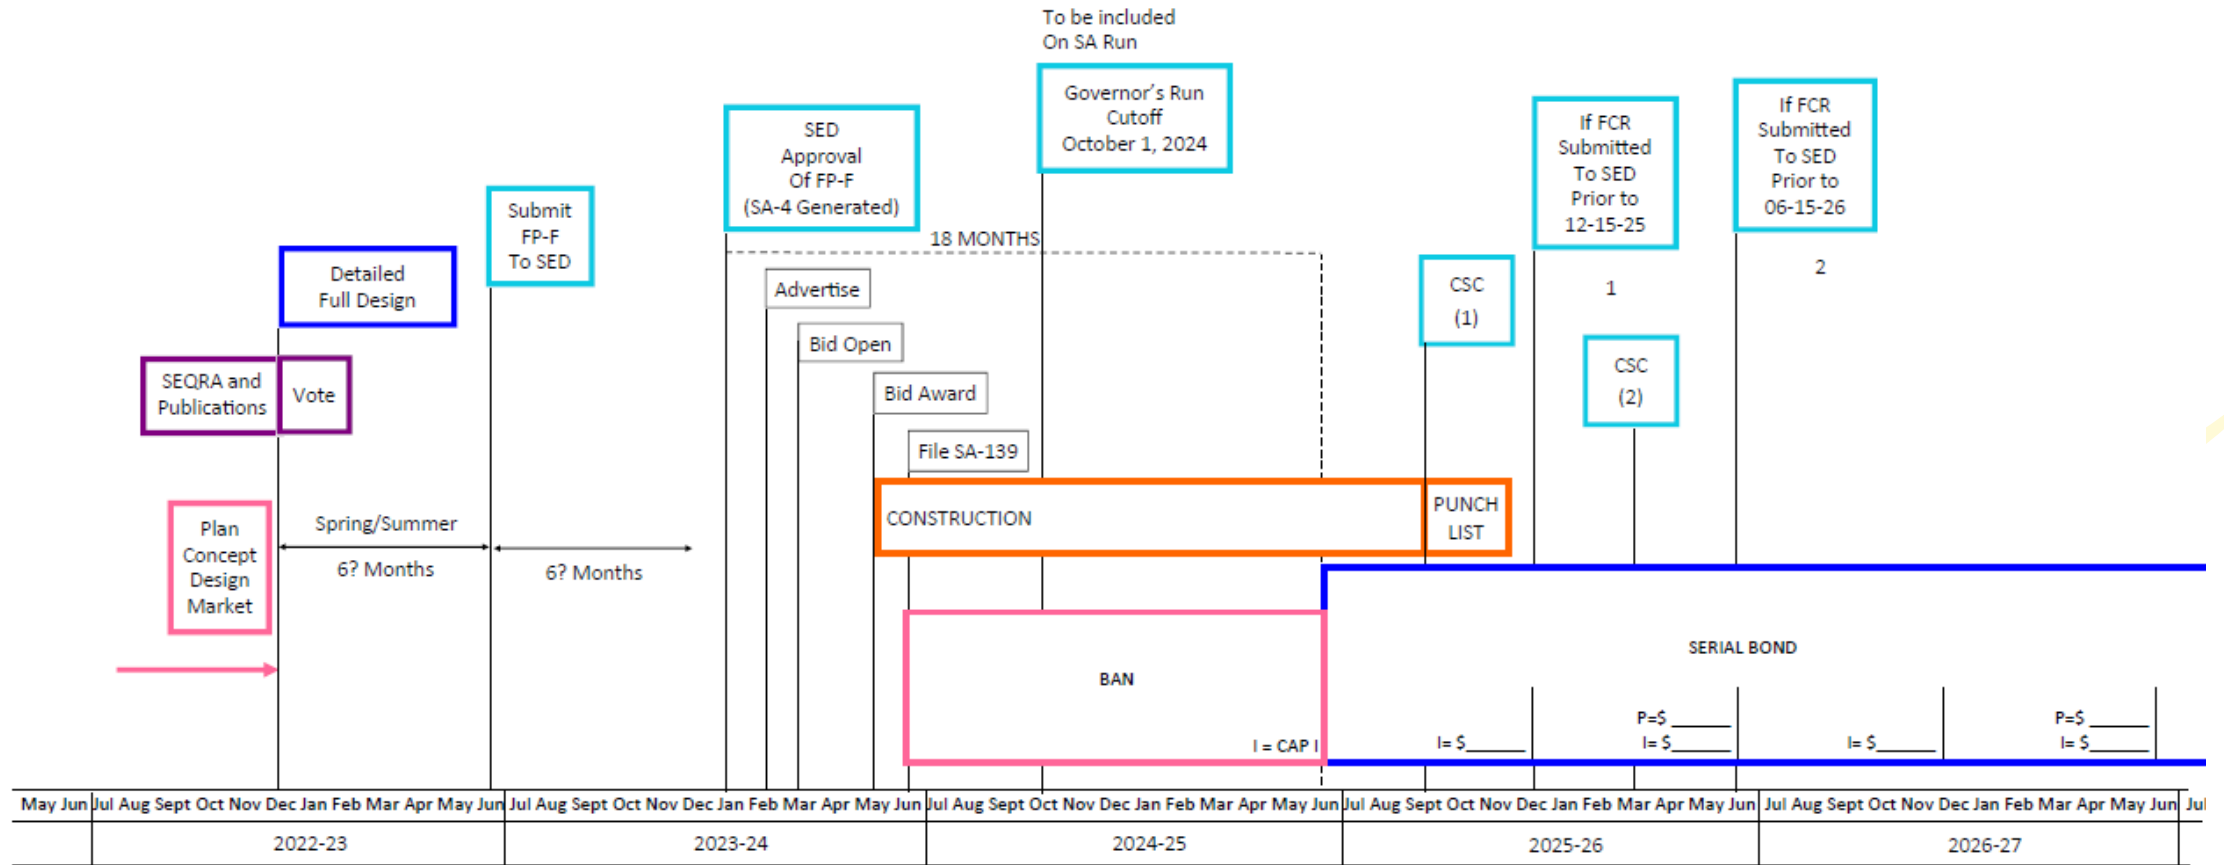 To be included
On SA Run
Governor's Run
Cutoff
October 1, 2024
SED
Approval
Of FP-F
(SA-4 Generated)
If FCR
Submitted
To SED
Prior to
12-15-25
If FCR
Submitted
To SED
Prior to
06-15-26
Submit
FP-F
To SED
18 MONTHS
Detailed
Full Design
Advertise
CSC
(1)
1
2
Bid Open
SEQRA and
Publications
Vote
Bid Award
CSC
(2)
File SA-139
Plan
Concept
Design
Market
Spring/Summer
6? Months
6? Months
CONSTRUCTION
PUNCH
LIST
BAN
I = CAP I
SERIAL BOND
I= $______
P=$ ______
I= $______
I= $______
P=$ ______
I= $______
May Jun Jul Aug Sept Oct Nov Dec Jan Feb Mar Apr May Jun Jul Aug Sept Oct Nov Dec Jan Feb Mar Apr May Jun Jul Aug Sept Oct Nov Dec Jan Feb Mar Apr May Jun Jul Aug Sept Oct Nov Dec Jan Feb Mar Apr May Jun Jul Aug Sept Oct Nov Dec Jan Feb Mar Apr May Jun Jul
2022-23 2023-24 2024-25 2025-26 2026-27